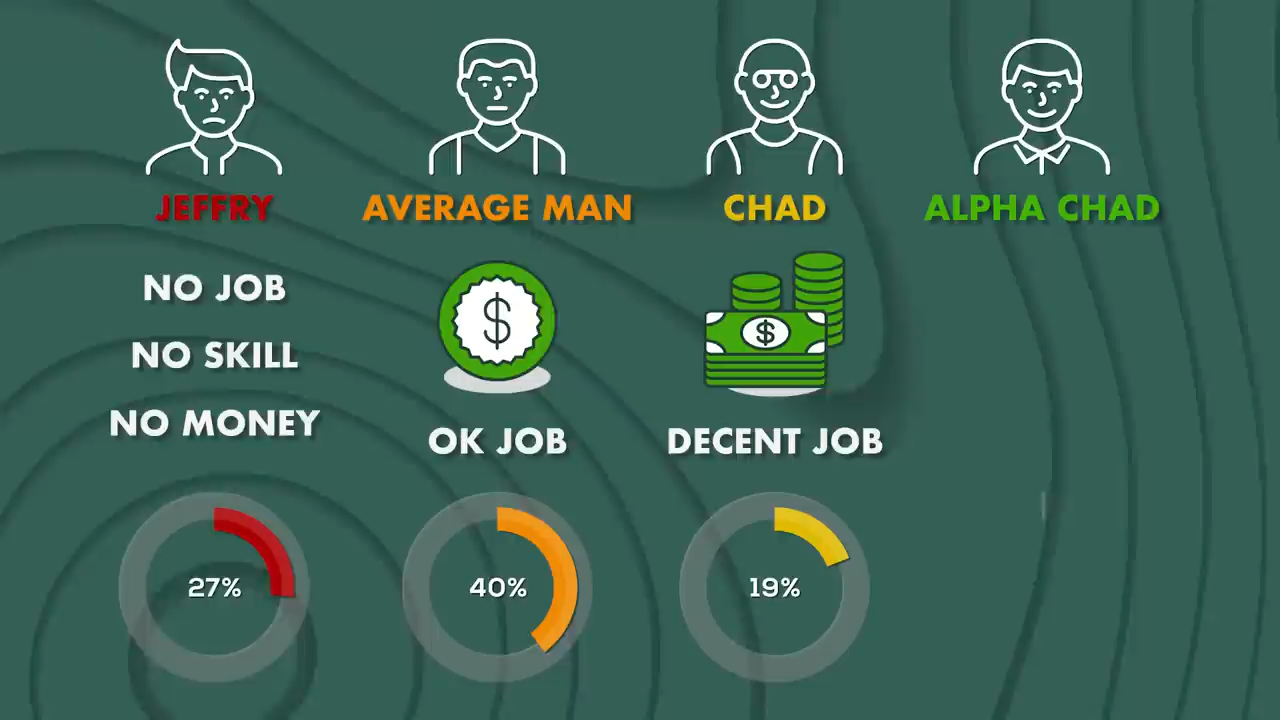 JEFFRY
AVERAGE MAN
CHAD
ALPHA CHAD
NO JOB
NO SKILL
NO MONEY
$
OK JOB
$
DECENT JOB
27%
40%
19%